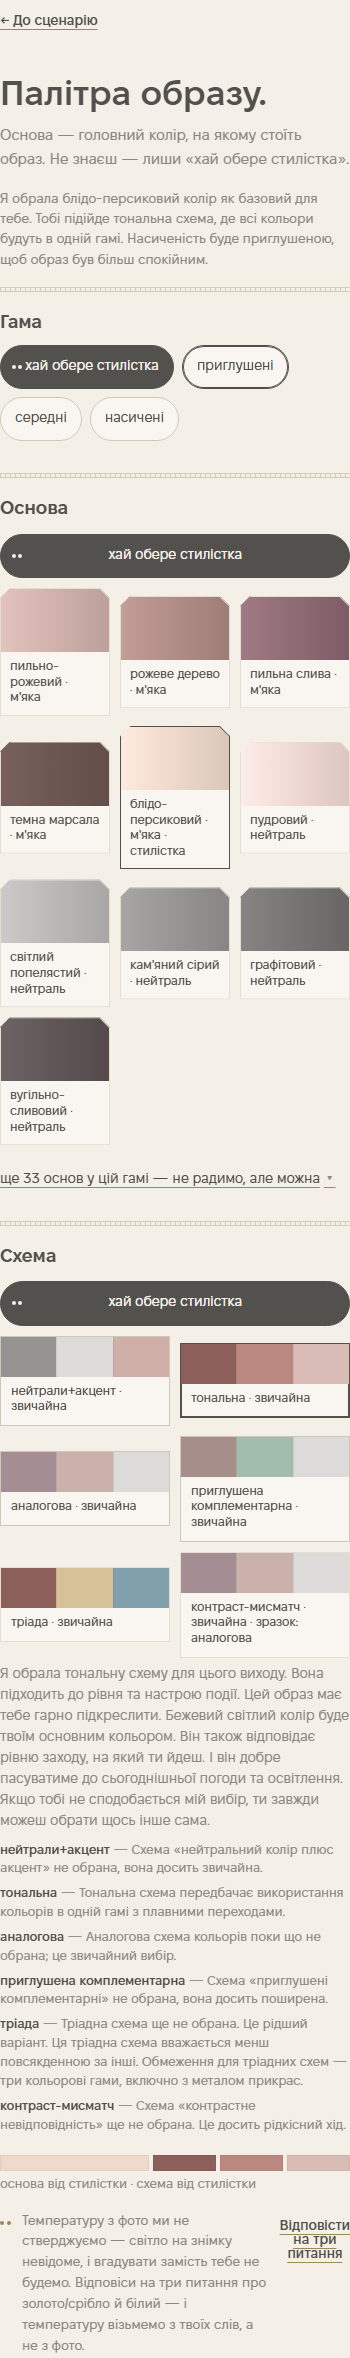 ← До сценарію
Палітра образу.
Основа — головний колір, на якому стоїть
образ. Не знаєш — лиши «хай обере стилістка».
Я обрала блідо-персиковий колір як базовий для
тебе. Тобі підійде тональна схема, де всі кольори
будуть в одній гамі. Насиченість буде приглушеною,
щоб образ був більш спокійним.
Гама
хай обере стилістка
приглушені
середні
насичені
Основа
хай обере стилістка
пильно-
рожевий ·
м'яка
рожеве дерево
· м'яка
пильна слива ·
м'яка
темна марсала
· м'яка
блідо-
персиковий ·
м'яка ·
стилістка
пудровий ·
нейтраль
світлий
попелястий ·
нейтраль
кам'яний сірий
· нейтраль
графітовий ·
нейтраль
вугільно-
сливовий ·
нейтраль
ще 33 основ у цій гамі — не радимо, але можна ▾
Схема
хай обере стилістка
нейтрали+акцент ·
звичайна
тональна · звичайна
аналогова · звичайна
приглушена
комплементарна ·
звичайна
тріада · звичайна
контраст-мисматч ·
звичайна · зразок:
аналогова
Я обрала тональну схему для цього виходу. Вона
підходить до рівня та настрою події. Цей образ має
тебе гарно підкреслити. Бежевий світлий колір буде
твоїм основним кольором. Він також відповідає
рівню заходу, на який ти йдеш. І він добре
пасуватиме до сьогоднішньої погоди та освітлення.
Якщо тобі не сподобається мій вибір, ти завжди
можеш обрати щось інше сама.
нейтрали+акцент — Схема «нейтральний колір плюс
акцент» не обрана, вона досить звичайна.
тональна — Тональна схема передбачає використання
кольорів в одній гамі з плавними переходами.
аналогова — Аналогова схема кольорів поки що не
обрана; це звичайний вибір.
приглушена комплементарна — Схема «приглушені
комплементарні» не обрана, вона досить поширена.
тріада — Тріадна схема ще не обрана. Це рідший
варіант. Ця тріадна схема вважається менш
повсякденною за інші. Обмеження для тріадних схем —
три кольорові гами, включно з металом прикрас.
контраст-мисматч — Схема «контрастне
невідповідність» ще не обрана. Це досить рідкісний хід.
основа від стилістки · схема від стилістки
Температуру з фото ми не
стверджуємо — світло на знімку
невідоме, і вгадувати замість тебе не
будемо. Відповіси на три питання про
золото/срібло й білий — і
температуру візьмемо з твоїх слів, а
не з фото.
Відповісти
на три
питання